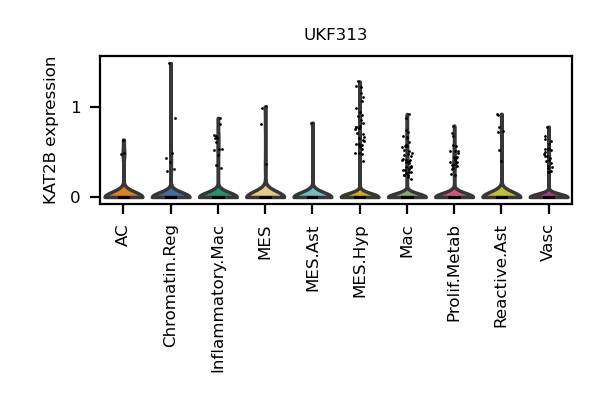 UKF313
KAT2B expression
1
0
AC
Chromatin.Reg
Inflammatory.Mac
MES
MES.Ast
MES.Hyp
Mac
Prolif.Metab
Reactive.Ast
Vasc